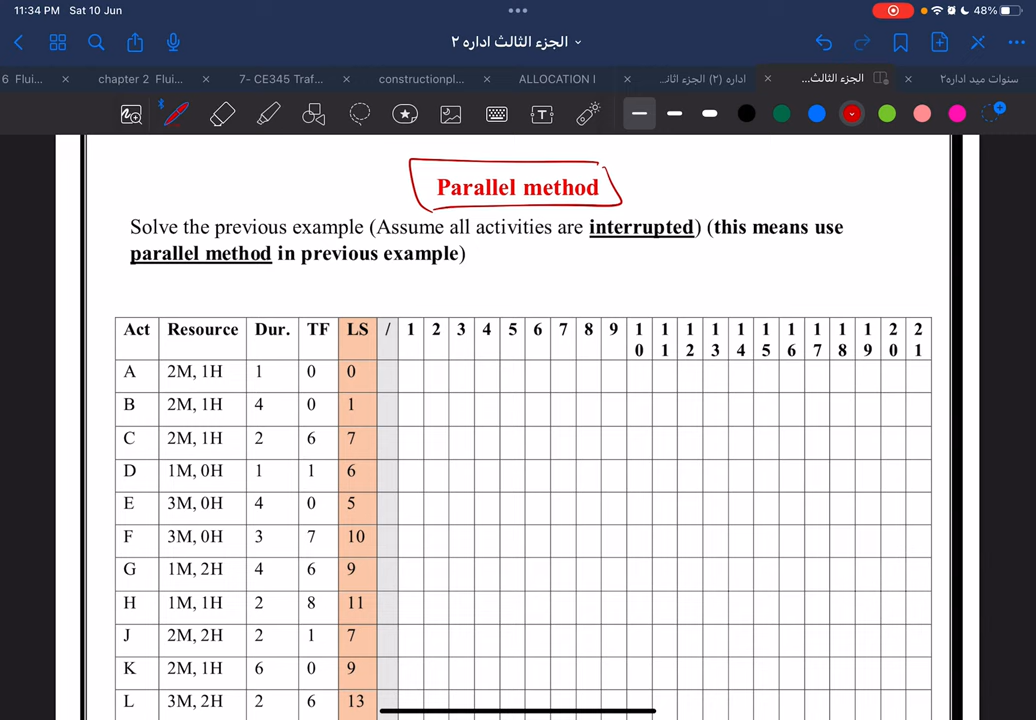 11:34 PM Sat 10 Jun 48%
الجزء الثالث اداره ٢
6 Flui... chapter 2 Flui... 7- CE345 Traf... constructionpl... ALLOCATION I اداره (٢) الجزء اثان... الجزء الثالث... سنوات ميد اداره٢
Parallel method
Solve the previous example (Assume all activities are interrupted) (this means use
parallel method in previous example)
Act Resource Dur. TF LS / 1 2 3 4 5 6 7 8 9 10 11 12 13 14 15 16 17 18 19 20 21
A 2M, 1H 1 0 0
B 2M, 1H 4 0 1
C 2M, 1H 2 6 7
D 1M, 0H 1 1 6
E 3M, 0H 4 0 5
F 3M, 0H 3 7 10
G 1M, 2H 4 6 9
H 1M, 1H 2 8 11
J 2M, 2H 2 1 7
K 2M, 1H 6 0 9
L 3M, 2H 2 6 13